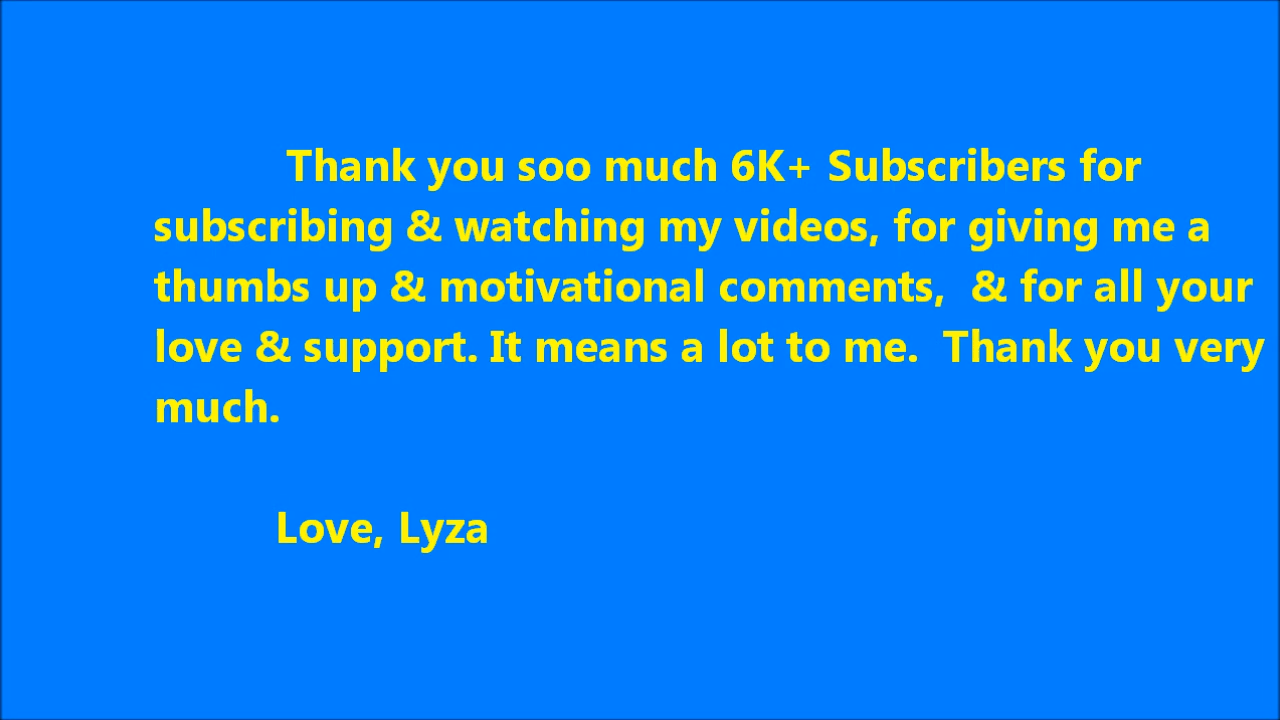 Thank you soo much 6K+ Subscribers for
subscribing & watching my videos, for giving me a
thumbs up & motivational comments,  & for all your
love & support. It means a lot to me.  Thank you very
much.
Love, Lyza